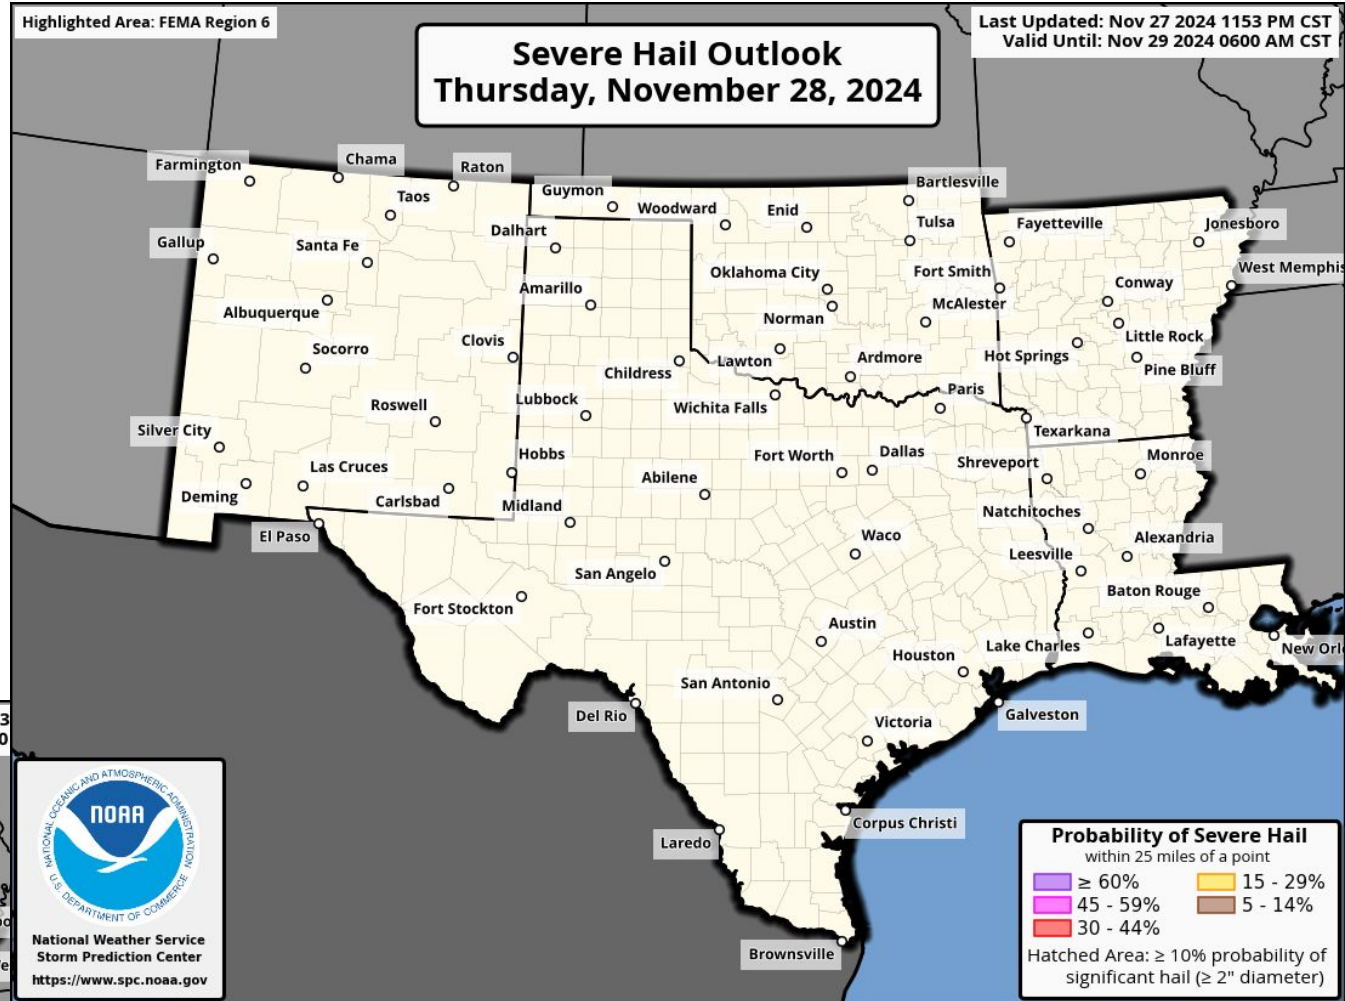 Highlighted Area: FEMA Region 6
Last Updated: Nov 27 2024 1153 PM CST
Valid Until: Nov 29 2024 0600 AM CST
Severe Hail Outlook
Thursday, November 28, 2024
Farmington
Chama
Raton
Taos
Guymon
Woodward
Enid
Bartlesville
Tulsa
Fayetteville
Jonesboro
Gallup
Santa Fe
Dalhart
Oklahoma City
Fort Smith
West Memphis
Amarillo
Conway
Albuquerque
Norman
McAlester
Socorro
Clovis
Little Rock
Childress
Lawton
Ardmore
Hot Springs
Pine Bluff
Roswell
Lubbock
Wichita Falls
Paris
Silver City
Texarkana
Las Cruces
Hobbs
Fort Worth
Dallas
Shreveport
Monroe
Deming
Carlsbad
Midland
Abilene
Natchitoches
El Paso
Waco
Alexandria
San Angelo
Leesville
Fort Stockton
Baton Rouge
Austin
Lake Charles
Lafayette
New Orl
Houston
San Antonio
Del Rio
Victoria
Galveston
Laredo
Corpus Christi
Brownsville
NATIONAL OCEANIC AND ATMOSPHERIC ADMINISTRATION
NOAA
U.S. DEPARTMENT OF COMMERCE
National Weather Service
Storm Prediction Center
https://www.spc.noaa.gov
Probability of Severe Hail
within 25 miles of a point
≥ 60%
15 - 29%
45 - 59%
5 - 14%
30 - 44%
Hatched Area: ≥ 10% probability of
significant hail (≥ 2" diameter)